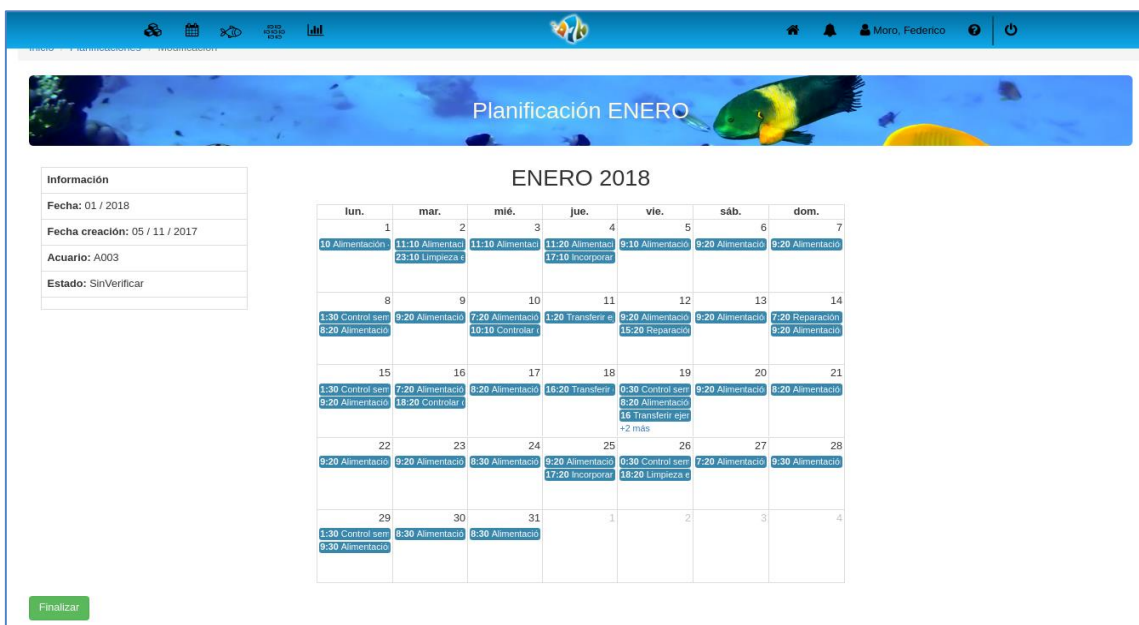 Moro, Federico
Inicio / Planificaciones / Modificación
Planificación ENERO
Información
Fecha: 01 / 2018
Fecha creación: 05 / 11 / 2017
Acuario: A003
Estado: SinVerificar
ENERO 2018
lun. mar. mié. jue. vie. sáb. dom.
1 2 3 4 5 6 7
10 Alimentación 11:10 Alimentaci 11:10 Alimentaci 11:20 Alimentaci 9:10 Alimentació 9:20 Alimentació 9:20 Alimentació
23:10 Limpieza e 17:10 Incorporar
8 9 10 11 12 13 14
1:30 Control sem 9:20 Alimentació 7:20 Alimentació 1:20 Transferir e 9:20 Alimentació 9:20 Alimentació 7:20 Reparación
8:20 Alimentació 10:10 Controlar 15:20 Reparació 9:20 Alimentació
15 16 17 18 19 20 21
1:30 Control sem 7:20 Alimentació 8:20 Alimentació 16:20 Transferir 0:30 Control sem 9:20 Alimentació 8:20 Alimentació
9:20 Alimentació 18:20 Controlar 8:20 Alimentació
16 Transferir ejer
+2 más
22 23 24 25 26 27 28
9:20 Alimentació 9:20 Alimentació 8:30 Alimentació 9:20 Alimentació 0:30 Control sem 7:20 Alimentació 9:30 Alimentació
17:20 Incorporar 18:20 Limpieza e
29 30 31 1 2 3 4
1:30 Control sem 8:30 Alimentació 8:30 Alimentació
9:30 Alimentació
Finalizar